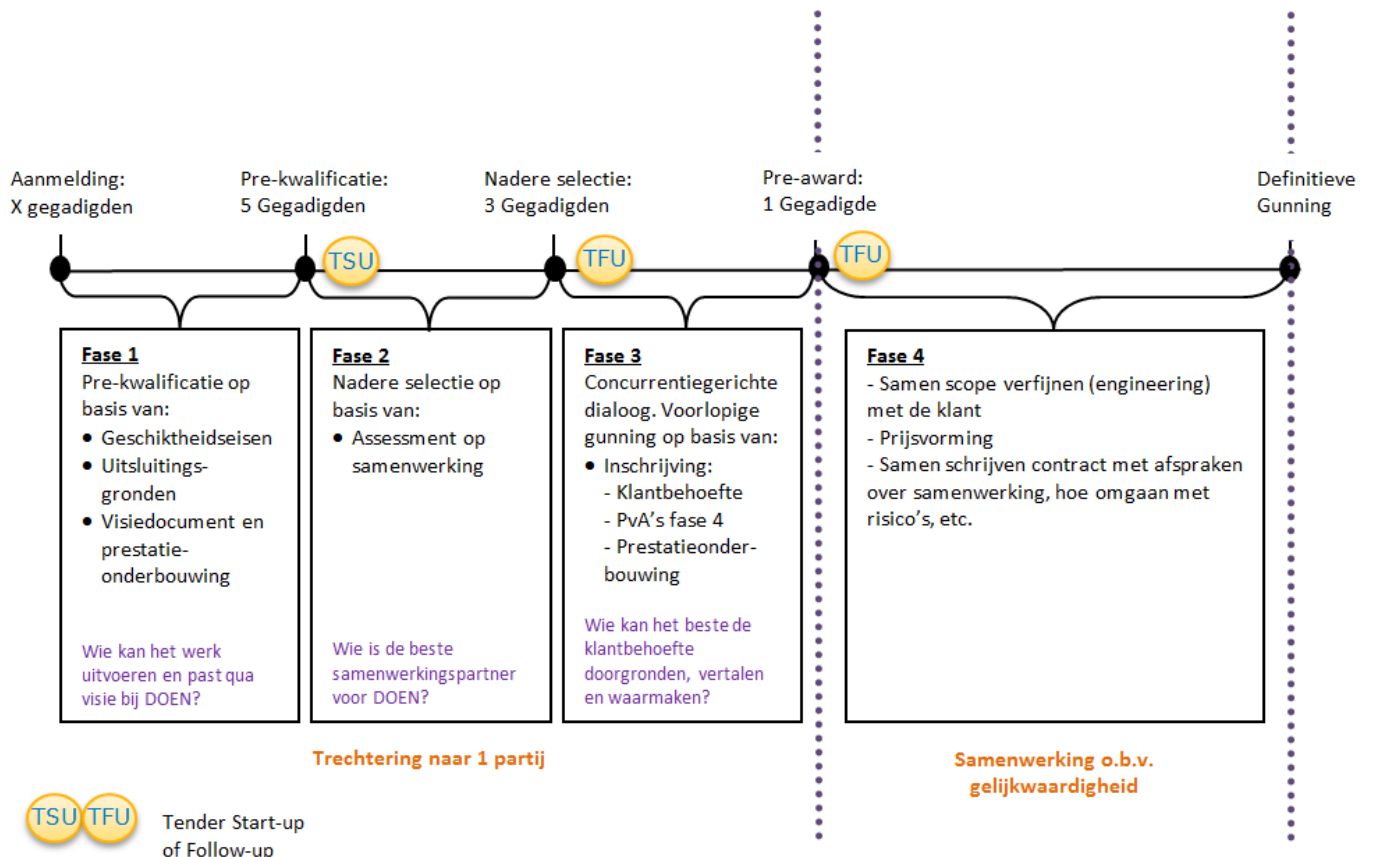 Aanmelding:
X gegadigden
Pre-kwalificatie:
5 Gegadigden
Nadere selectie:
3 Gegadigden
Pre-award:
1 Gegadigde
Definitieve
Gunning
TSU
TFU
TFU
Fase 1
Pre-kwalificatie op
basis van:
• Geschiktheidseisen
• Uitsluitings-
gronden
• Visiedocument en
prestatie-
onderbouwing
Wie kan het werk
uitvoeren en past qua
visie bij DOEN?
Fase 2
Nadere selectie op
basis van:
• Assessment op
samenwerking
Wie is de beste
samenwerkingspartner
voor DOEN?
Fase 3
Concurrentiegerichte
dialoog. Voorlopige
gunning op basis van:
• Inschrijving:
- Klantbehoefte
- PvA's fase 4
- Prestatieonder-
bouwing
Wie kan het beste de
klantbehoefte
doorgronden, vertalen
en waarmaken?
Fase 4
- Samen scope verfijnen (engineering)
met de klant
- Prijsvorming
- Samen schrijven contract met afspraken
over samenwerking, hoe omgaan met
risico's, etc.
Trechtering naar 1 partij
Samenwerking o.b.v.
gelijkwaardigheid
TSU TFU
Tender Start-up
of Follow-up